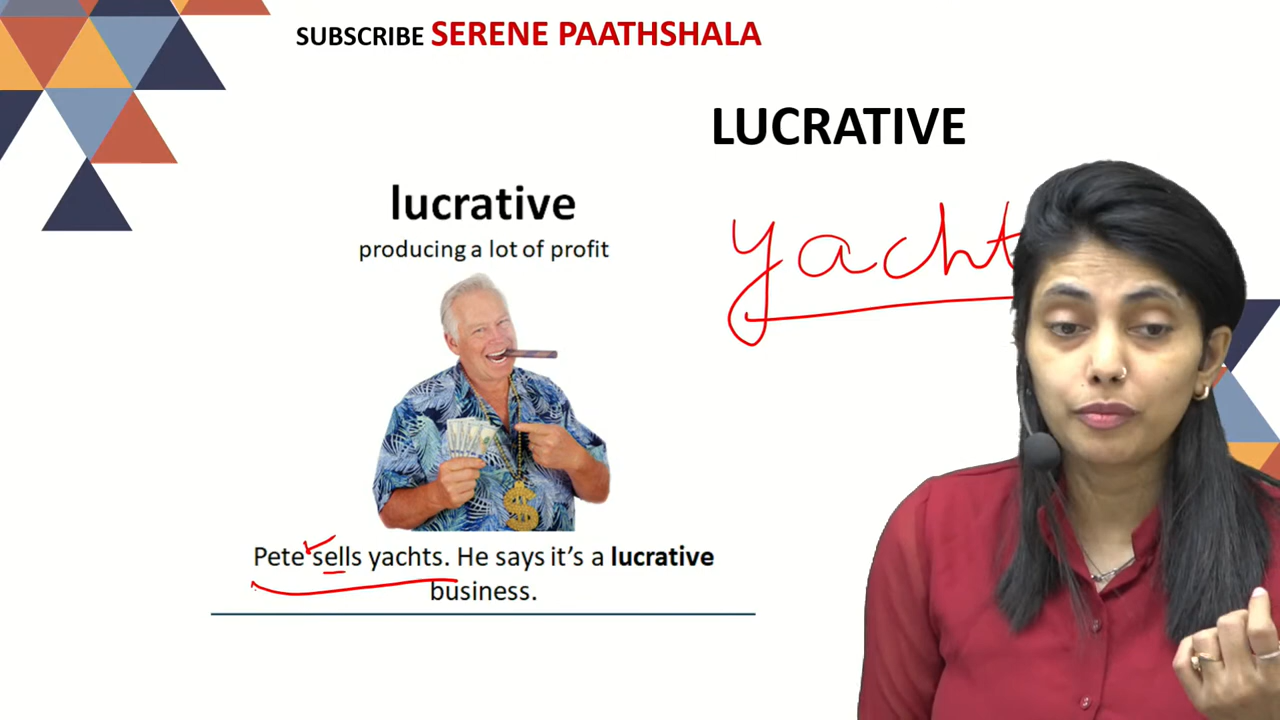 SUBSCRIBE SERENE PAATHSHALA
LUCRATIVE
lucrative
producing a lot of profit
yacht
Pete sells yachts. He says it's a lucrative
business.